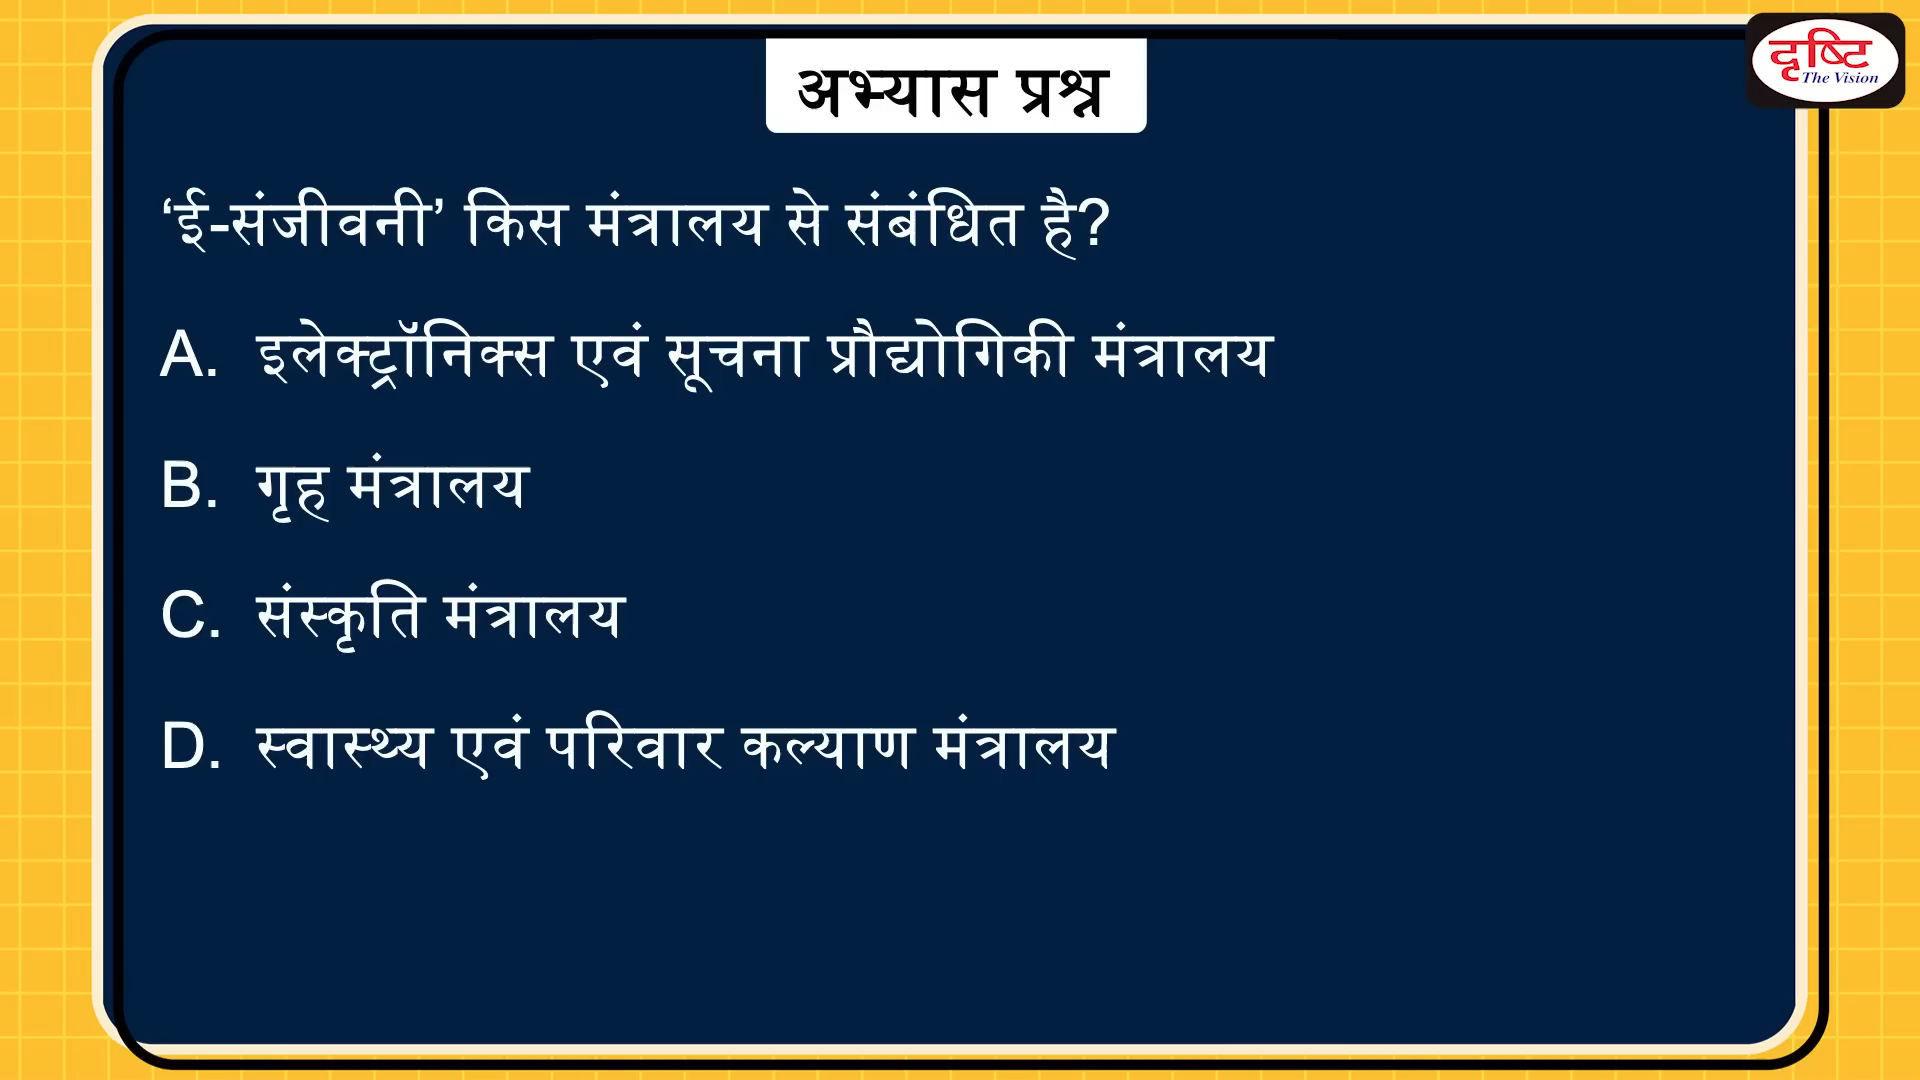 अभ्यास प्रश्न
दृष्टि
The Vision
‘ई-संजीवनी’ किस मंत्रालय से संबंधित है?
A. इलेक्ट्रॉनिक्स एवं सूचना प्रौद्योगिकी मंत्रालय
B. गृह मंत्रालय
C. संस्कृति मंत्रालय
D. स्वास्थ्य एवं परिवार कल्याण मंत्रालय